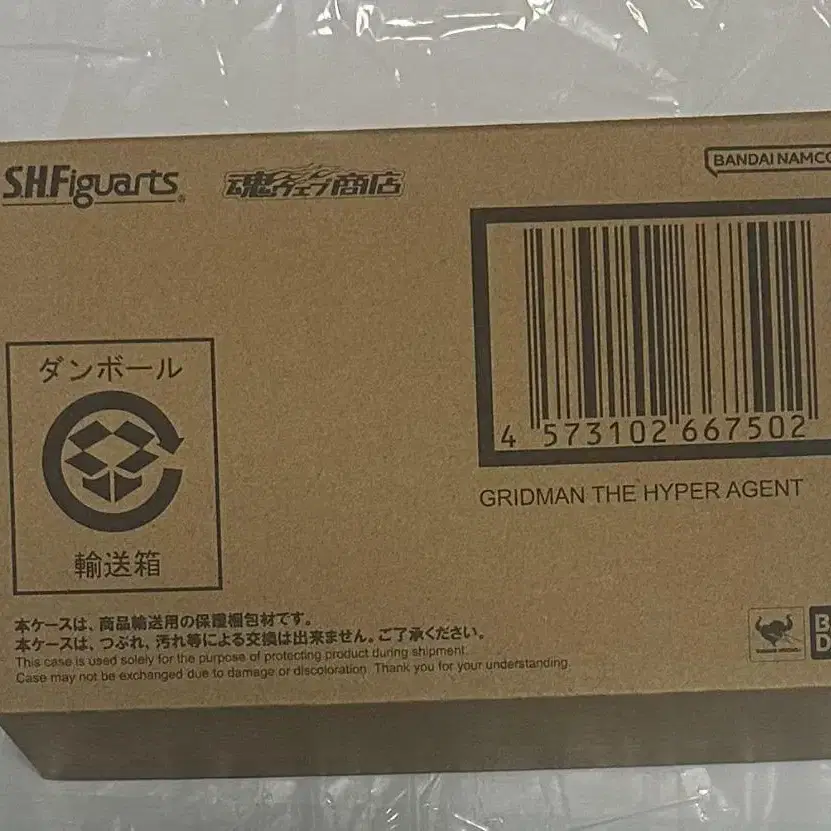 S.H.Figuarts
魂ウェブ商店
BANDAI NAMCO
4 573102 667502
GRIDMAN THE HYPER AGENT
ダンボール
輸送箱
本ケースは、商品輸送用の保護梱包材です。
本ケースは、つぶれ、汚れ等による交換は出来ません。ご了承ください。
This case is used solely for the purpose of protecting product during shipment.
Case may not be exchanged due to damage or discoloration. Thank you for your understanding.